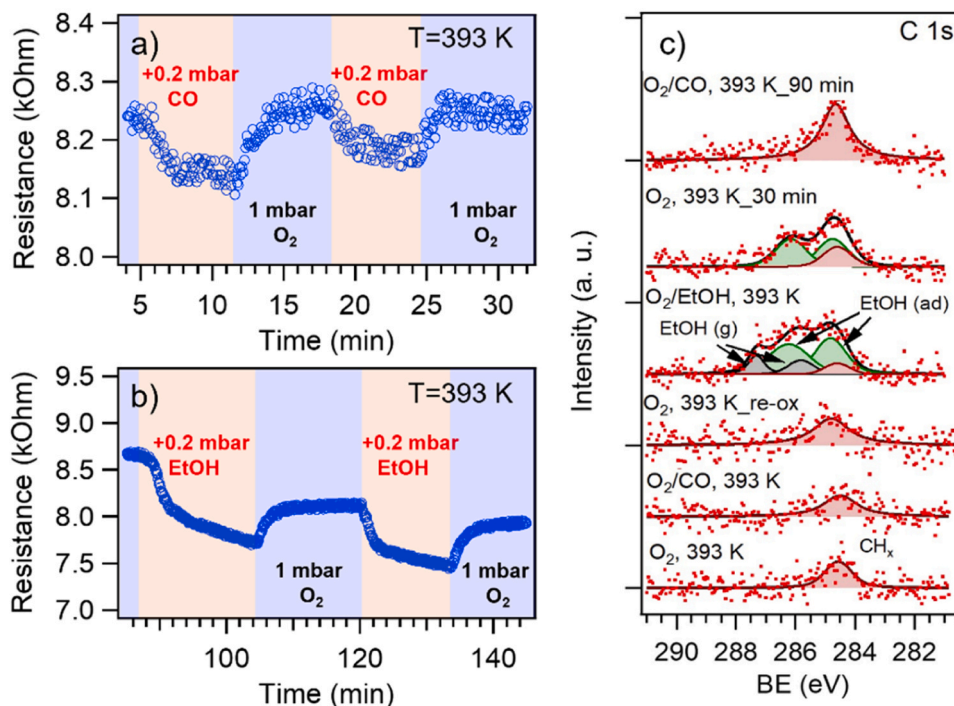 a)
T=393 K
+0.2 mbar
CO
+0.2 mbar
CO
1 mbar
O₂
1 mbar
O₂
Resistance (kOhm)
8.4
8.3
8.2
8.1
8.0
5 10 15 20 25 30
Time (min)
b)
T=393 K
+0.2 mbar
EtOH
+0.2 mbar
EtOH
1 mbar
O₂
1 mbar
O₂
Resistance (kOhm)
9.5
9.0
8.5
8.0
7.5
7.0
100 120 140
Time (min)
c)
C 1s
O₂/CO, 393 K_90 min
O₂, 393 K_30 min
O₂/EtOH, 393 K
EtOH (ad)
EtOH (g)
O₂, 393 K_re-ox
O₂/CO, 393 K
CHₓ
O₂, 393 K
Intensity (a. u.)
290 288 286 284 282
BE (eV)